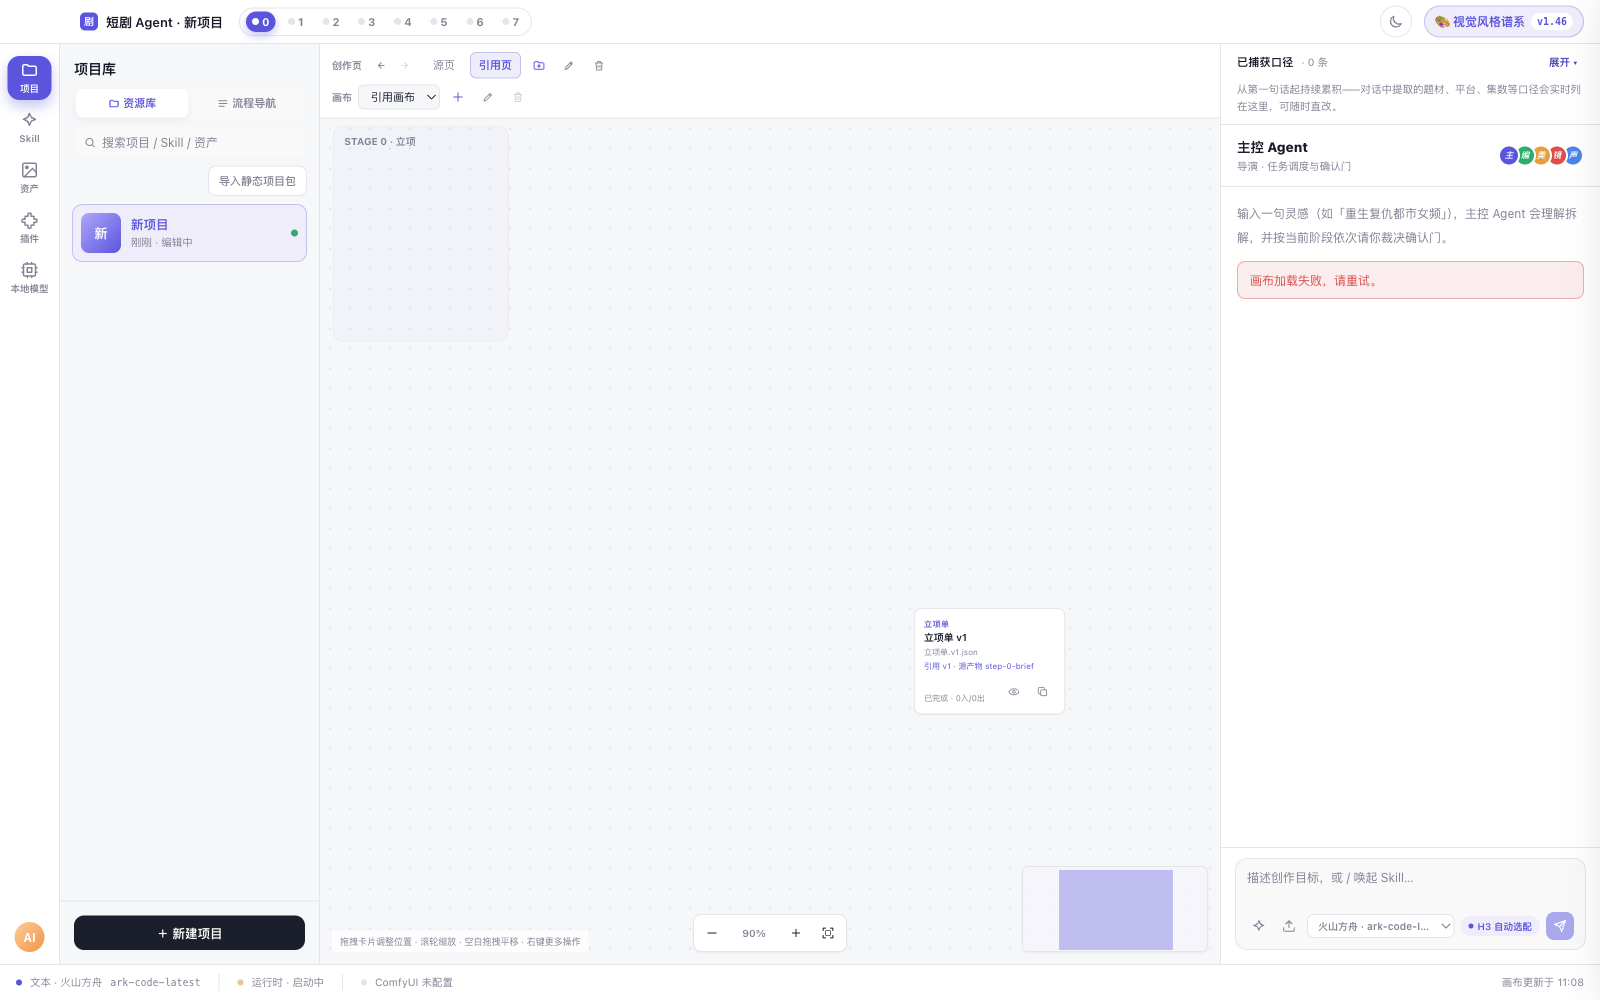 剧 短剧 Agent · 新项目
0 1 2 3 4 5 6 7
视觉风格谱系 v1.46
项目
Skill
资产
插件
本地模型
AI
项目库
资源库 流程导航
搜索项目 / Skill / 资产
导入静态项目包
新
新项目
刚刚 · 编辑中
+ 新建项目
创作页 ← → 源页 引用页
画布 引用画布
STAGE 0 · 立项
立项单
立项单 v1
立项单.v1.json
引用 v1 · 源产物 step-0-brief
已完成 · 0入/0出
拖拽卡片调整位置 · 滚轮缩放 · 空白拖拽平移 · 右键更多操作
90%
已捕获口径 · 0 条 展开
从第一句话起持续累积——对话中提取的题材、平台、集数等口径会实时列
在这里，可随时直改。
主控 Agent
导演 · 任务调度与确认门
主 编 美 镜 声
输入一句灵感（如「重生复仇都市女频」），主控 Agent 会理解拆
解，并按当前阶段依次请你裁决确认门。
画布加载失败，请重试。
描述创作目标，或 / 唤起 Skill...
火山方舟 · ark-code-l... H3 自动选配
文本 · 火山方舟 ark-code-latest 运行时 · 启动中 ComfyUI 未配置
画布更新于 11:08